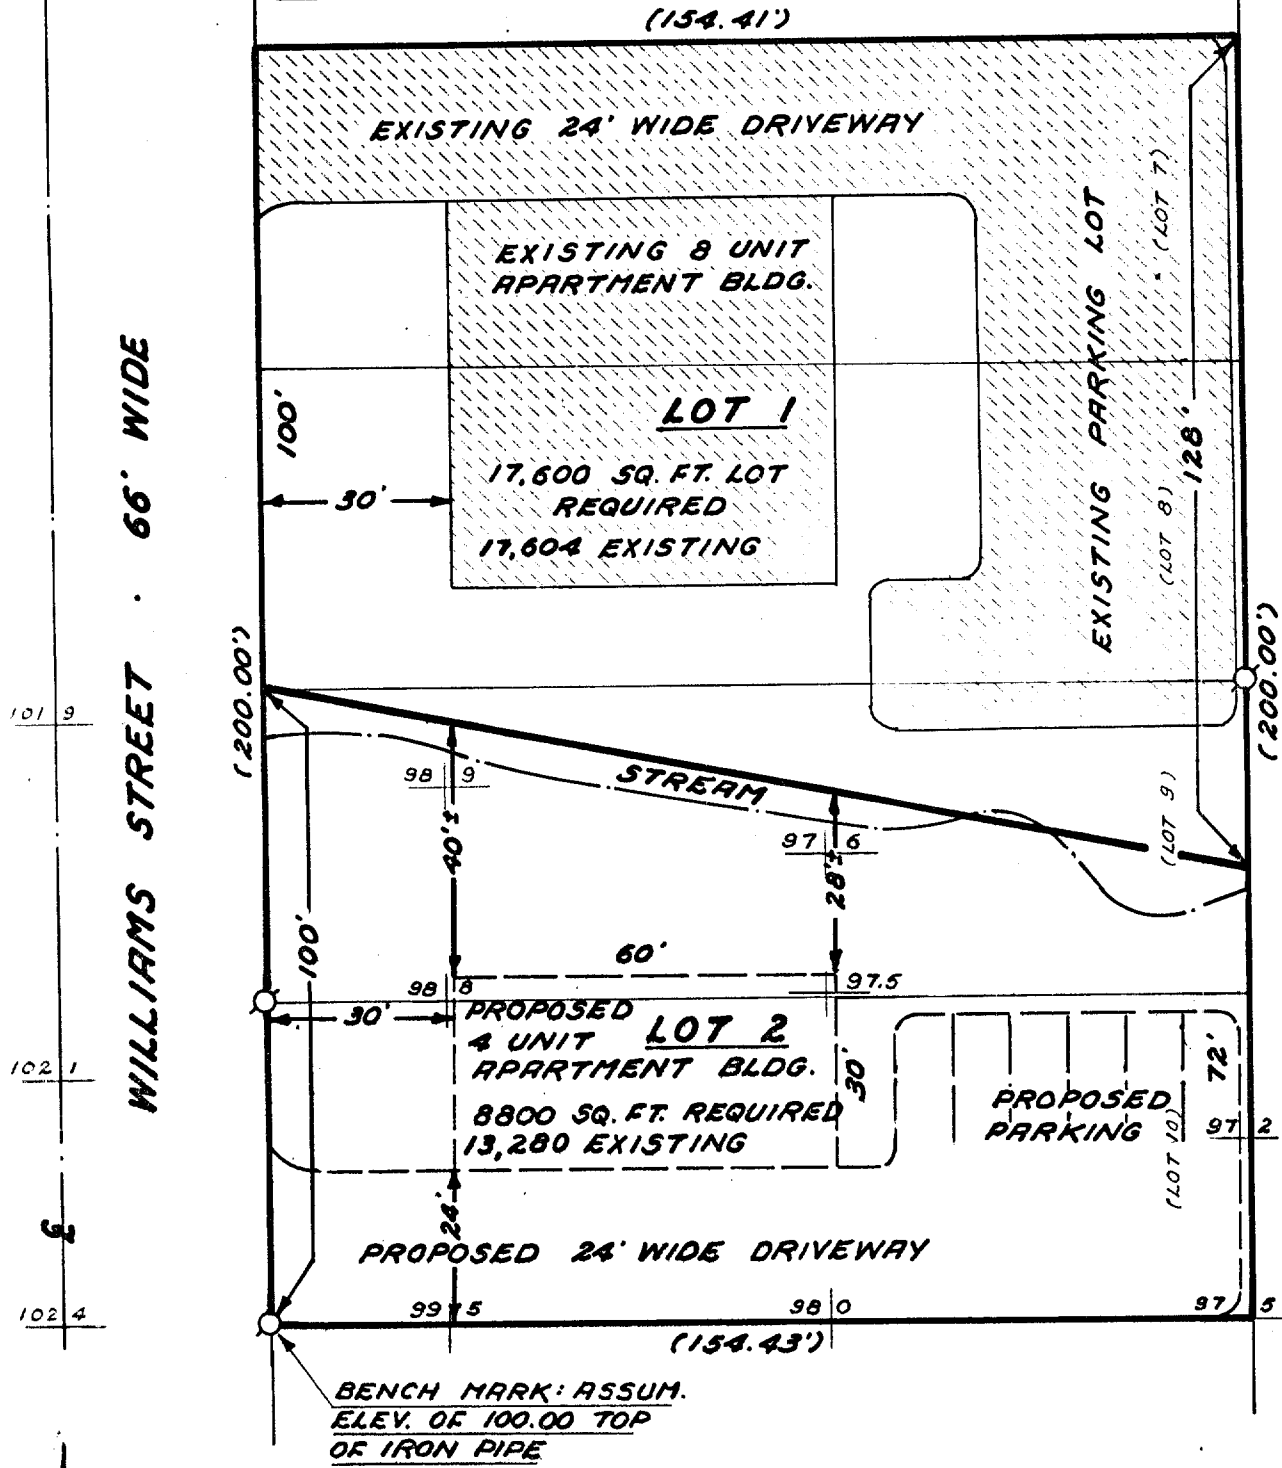 (154.41')
EXISTING 24' WIDE DRIVEWAY
(LOT 7)
EXISTING 8 UNIT
APARTMENT BLDG.
EXISTING PARKING LOT
WILLIAMS STREET . 66' WIDE
100'
LOT 1
128'
17,600 SQ. FT. LOT
REQUIRED
17,604 EXISTING
30'
(LOT 8)
(200.00')
(200.00')
101 9
STREAM
98 9
(LOT 9)
40'±
97 6
28'±
100'
60'
98 8
97.5
30'
PROPOSED
4 UNIT
APARTMENT BLDG.
LOT 2
8800 SQ. FT. REQUIRED
13,280 EXISTING
30'
72'
102 1
PROPOSED
PARKING
(LOT 10)
97 2
24'
PROPOSED 24' WIDE DRIVEWAY
102 4
99 5
98 0
97 5
(154.43')
BENCH MARK: ASSUM.
ELEV. OF 100.00 TOP
OF IRON PIPE